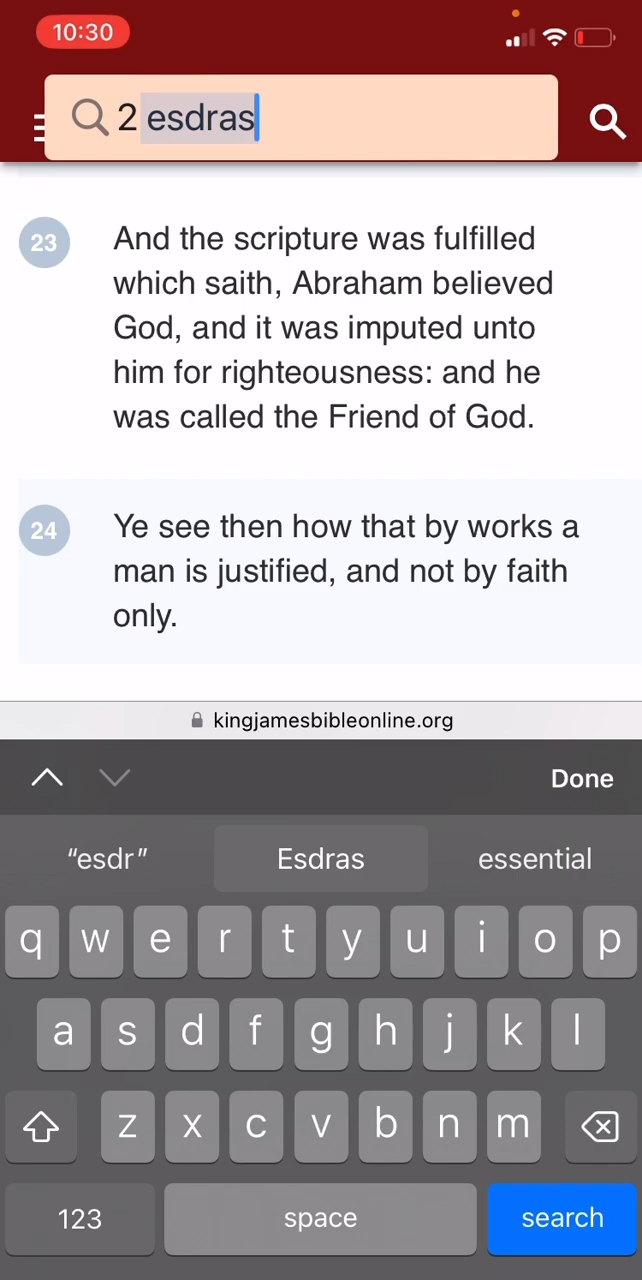 10:30
2 esdras
23
And the scripture was fulfilled
which saith, Abraham believed
God, and it was imputed unto
him for righteousness: and he
was called the Friend of God.
24
Ye see then how that by works a
man is justified, and not by faith
only.
kingjamesbibleonline.org
Done
“esdr” Esdras essential
q w e r t y u i o p
a s d f g h j k l
z x c v b n m
123 space search